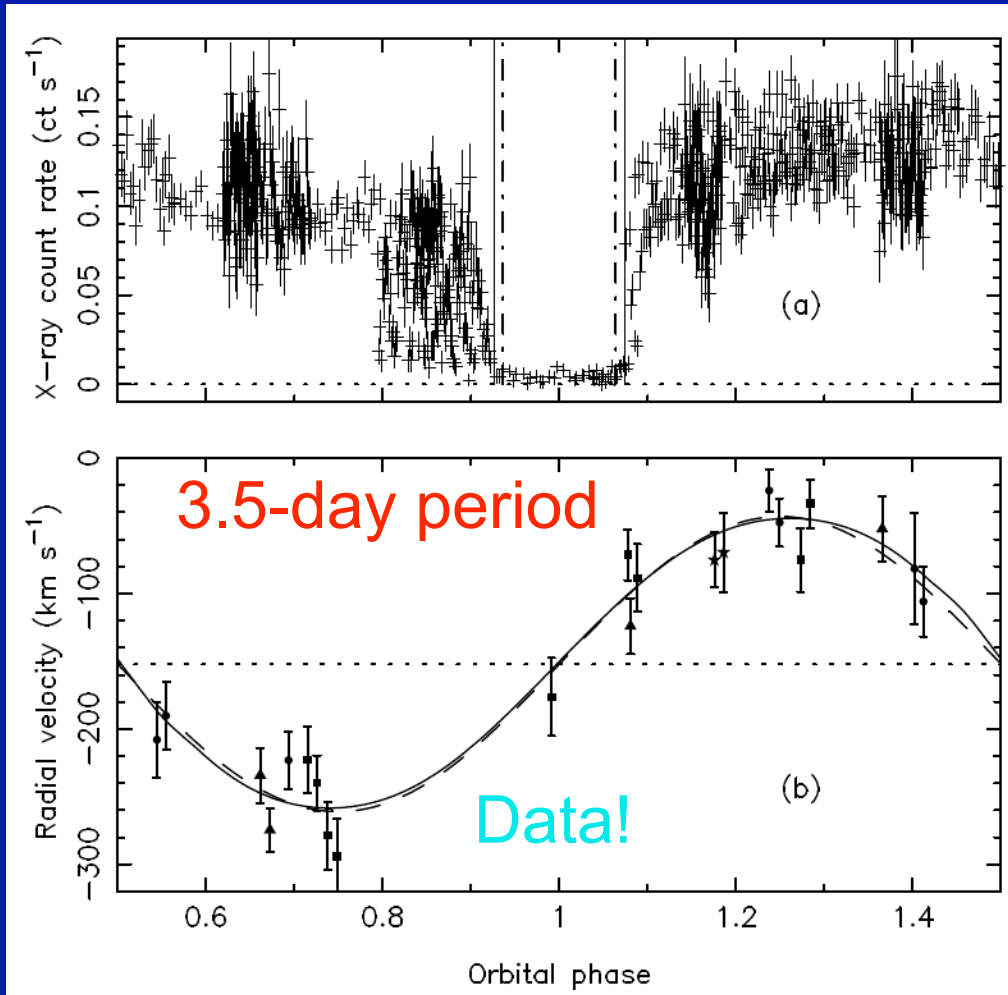 X-ray count rate (ct s⁻¹)
0.15
0.1
0.05
0
(a)
3.5-day period
Data!
(b)
Radial velocity (km s⁻¹)
0
-100
-200
-300
0.6
0.8
1
1.2
1.4
Orbital phase